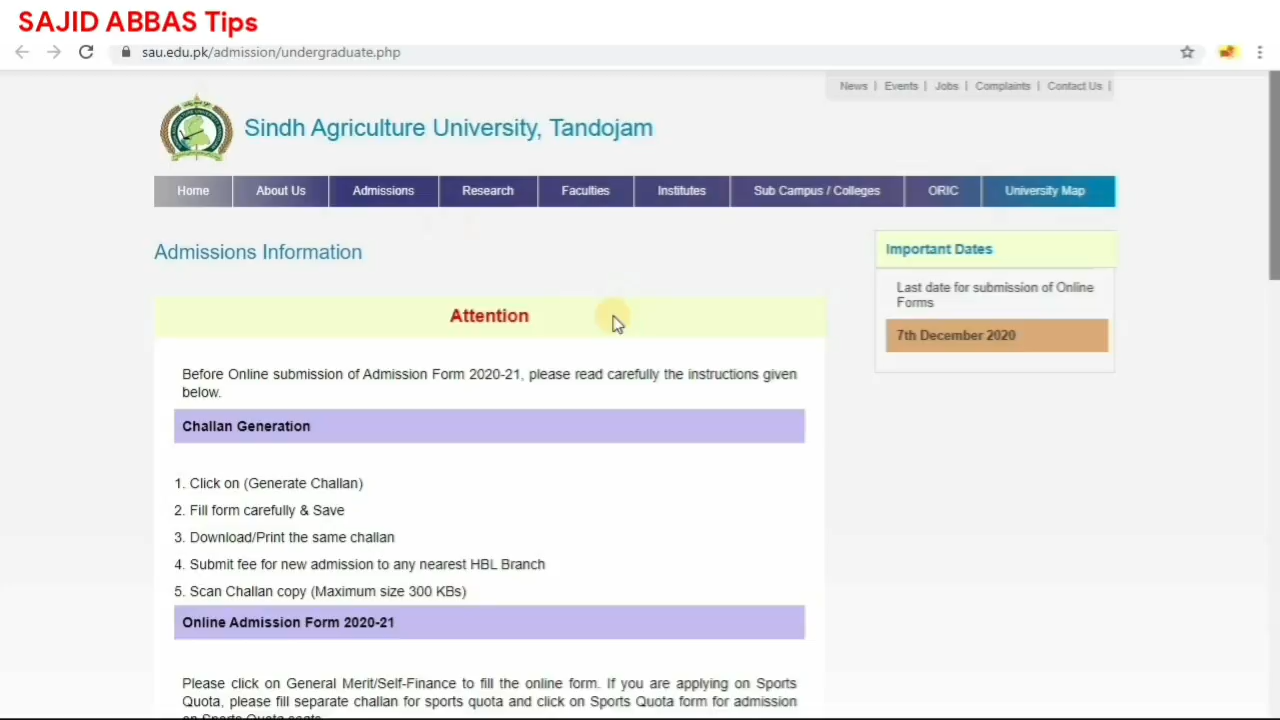 SAJID ABBAS Tips
sau.edu.pk/admission/undergraduate.php
News | Events | Jobs | Complaints | Contact Us |
Sindh Agriculture University, Tandojam
Home About Us Admissions Research Faculties Institutes Sub Campus / Colleges ORIC University Map
Admissions Information
Important Dates
Last date for submission of Online
Forms
7th December 2020
Attention
Before Online submission of Admission Form 2020-21, please read carefully the instructions given
below.
Challan Generation
1. Click on (Generate Challan)
2. Fill form carefully & Save
3. Download/Print the same challan
4. Submit fee for new admission to any nearest HBL Branch
5. Scan Challan copy (Maximum size 300 KBs)
Online Admission Form 2020-21
Please click on General Merit/Self-Finance to fill the online form. If you are applying on Sports
Quota, please fill separate challan for sports quota and click on Sports Quota form for admission
on Sports Quota seats.